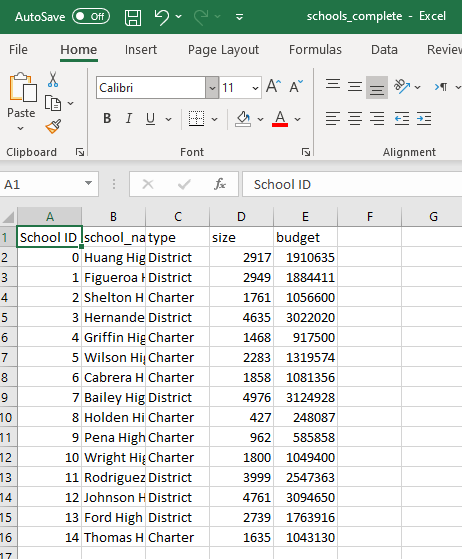 AutoSave Off schools_complete - Excel
File Home Insert Page Layout Formulas Data Review
Paste Calibri 11 A A ab ¶
B I U A
Clipboard Font Alignment
A1 fx School ID
A B C D E F G
1 School ID school_na type size budget
2 0 Huang Hig District 2917 1910635
3 1 Figueroa H District 2949 1884411
4 2 Shelton H Charter 1761 1056600
5 3 Hernande District 4635 3022020
6 4 Griffin Hig Charter 1468 917500
7 5 Wilson Hig Charter 2283 1319574
8 6 Cabrera H Charter 1858 1081356
9 7 Bailey Hig District 4976 3124928
10 8 Holden Hi Charter 427 248087
11 9 Pena High Charter 962 585858
12 10 Wright Hig Charter 1800 1049400
13 11 Rodriguez District 3999 2547363
14 12 Johnson H District 4761 3094650
15 13 Ford High District 2739 1763916
16 14 Thomas H Charter 1635 1043130
17